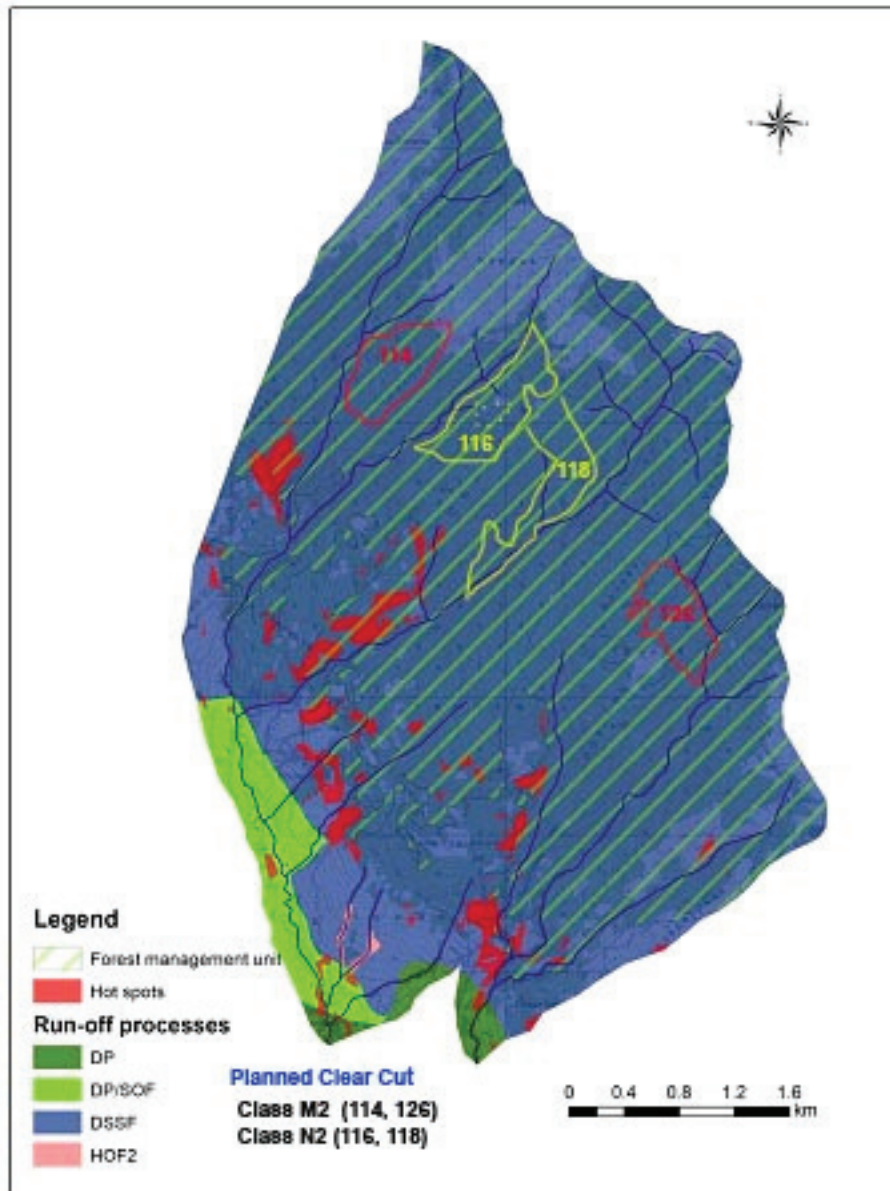 114
116
118
126
Legend
Forest management unit
Hot spots
Run-off processes
DP
DP/SOF
DSSF
HOF2
Planned Clear Cut
Class M2 (114, 126)
Class N2 (116, 118)
0 0.4 0.8 1.2 1.6
km